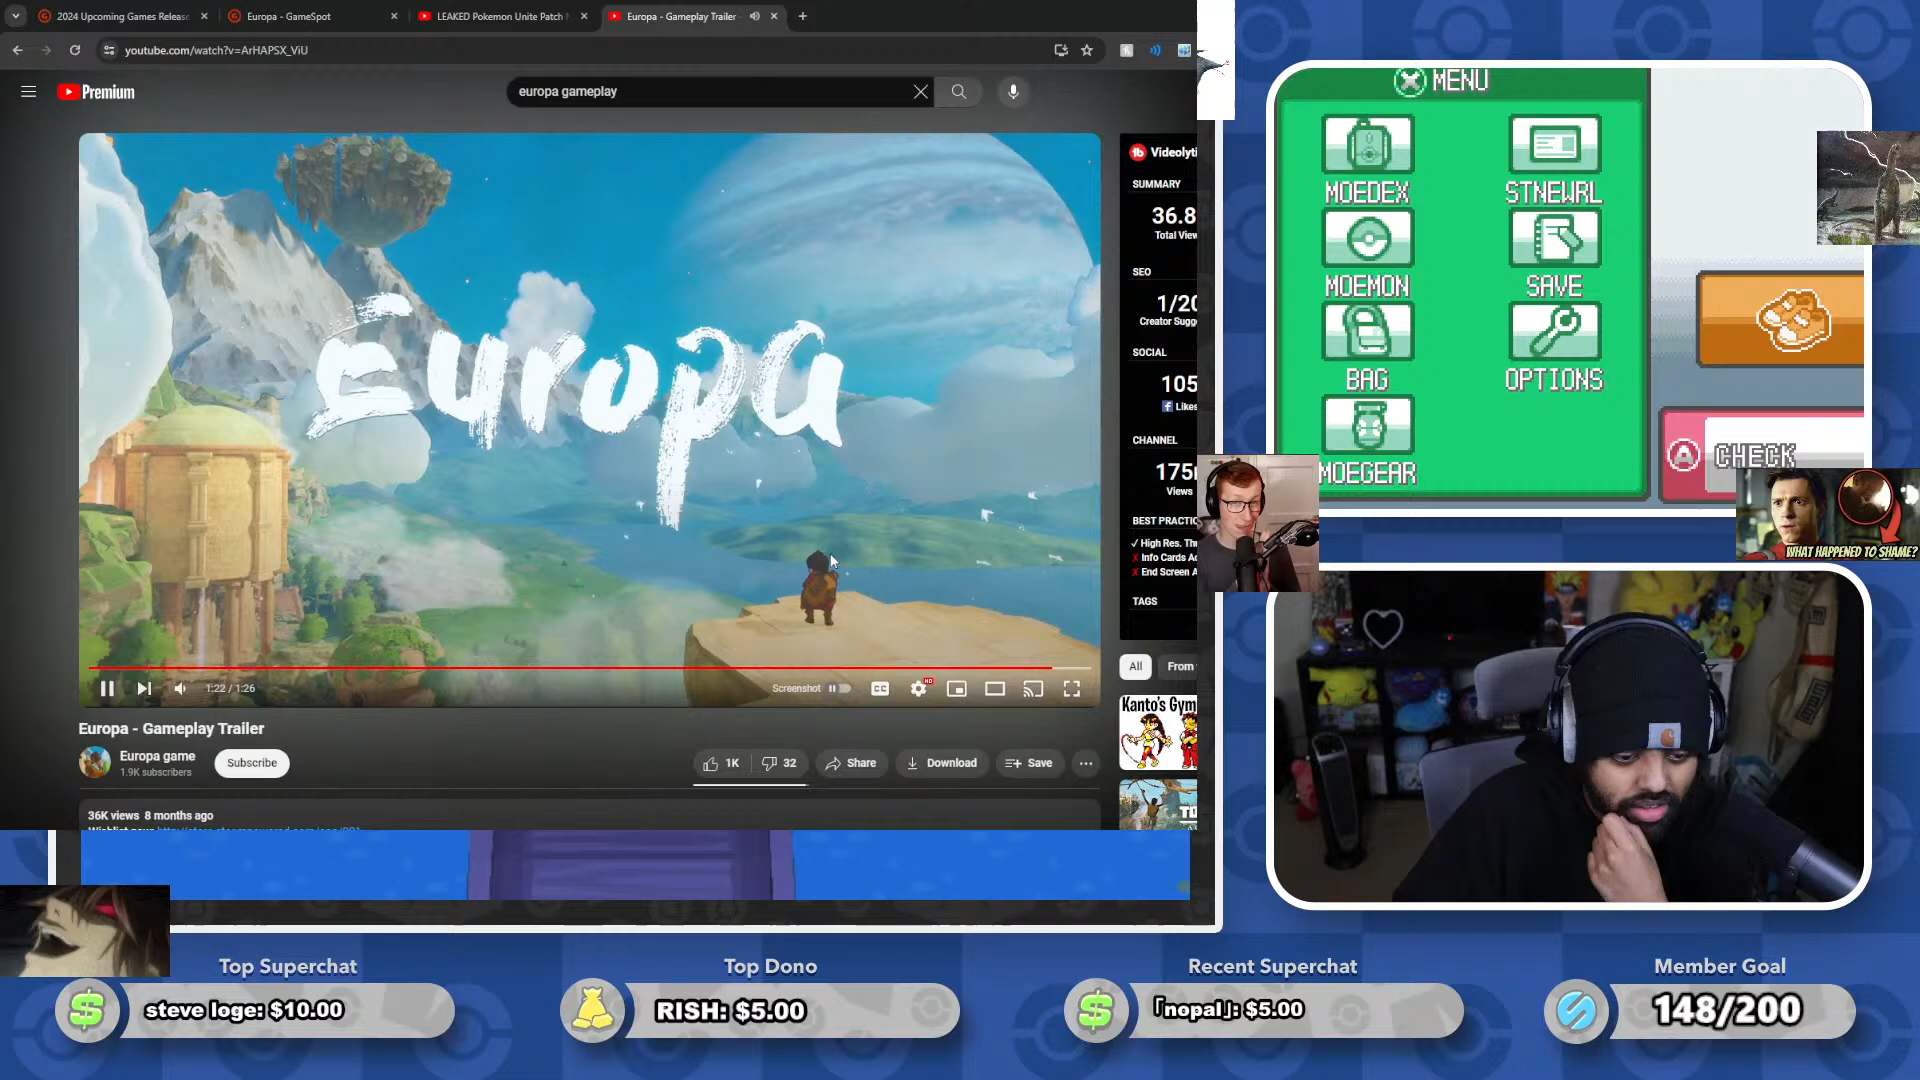 2024 Upcoming Games Release
Europa - GameSpot
LEAKED Pokemon Unite Patch
Europa - Gameplay Trailer
youtube.com/watch?v=ArHAPSX_ViU
Premium
europa gameplay
Europa
1:22 / 1:26
Screenshot
CC
HD
Europa - Gameplay Trailer
Europa game
1.9K subscribers
Subscribe
1K
32
Share
Download
Save
36K views 8 months ago
tb
Videolyti
SUMMARY
36.8
Total View
SEO
1/20
Creator Sugg
SOCIAL
105
Likes
CHANNEL
175
Views
BEST PRACTIC
High Res. Th
Info Cards A
End Screen A
TAGS
All
From
Kanto's Gym
MENU
MOEDEX
STNEWRL
MOEMON
SAVE
BAG
OPTIONS
MOEGEAR
A CHECK
WHAT HAPPENED TO SHAME?
Top Superchat
steve loge: $10.00
Top Dono
RISH: $5.00
Recent Superchat
「nopal」: $5.00
Member Goal
148/200